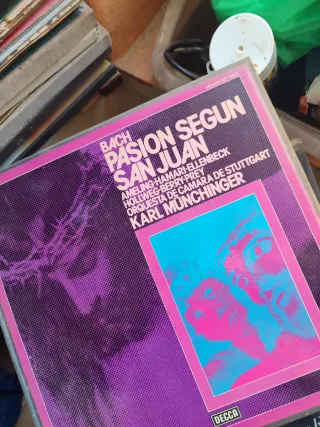 BACH
PASION SEGUN
SAN JUAN
AMELING·HAMARI·ELLENBECK
HOLLWEG·BERRY·PREY
ORQUESTA DE CAMARA DE STUTTGART
KARL MÜNCHINGER
DECCA